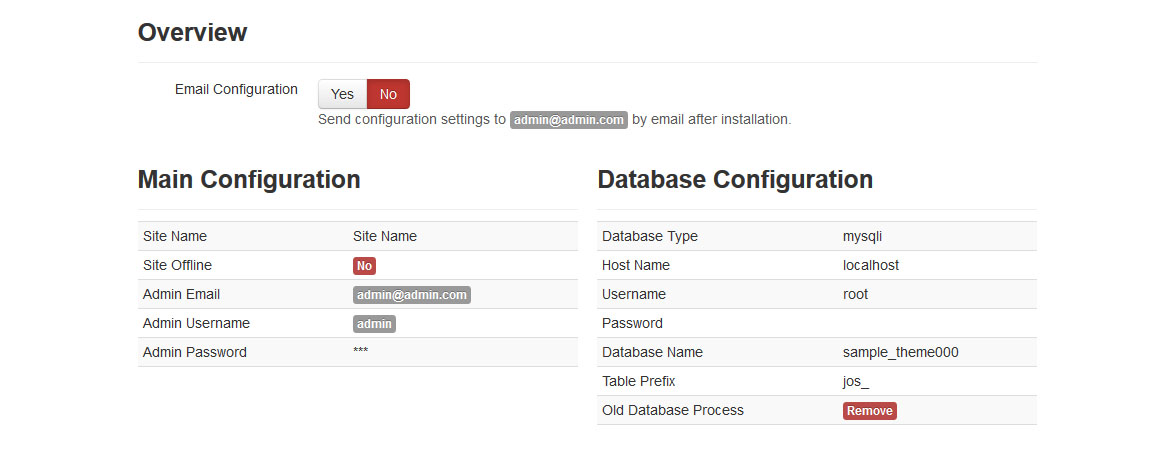 Overview
Email Configuration Yes No
Send configuration settings to admin@admin.com by email after installation.
Main Configuration
Site Name Site Name
Site Offline No
Admin Email admin@admin.com
Admin Username admin
Admin Password ***
Database Configuration
Database Type mysqli
Host Name localhost
Username root
Password
Database Name sample_theme000
Table Prefix jos_
Old Database Process Remove